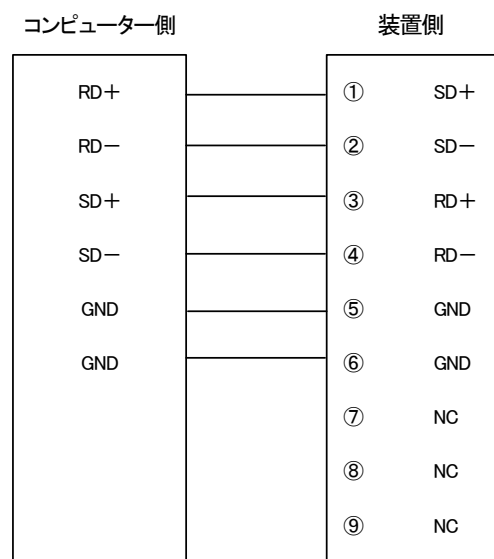 コンピューター側 装置側
RD＋ ① SD＋
RD－ ② SD－
SD＋ ③ RD＋
SD－ ④ RD－
GND ⑤ GND
GND ⑥ GND
⑦ NC
⑧ NC
⑨ NC